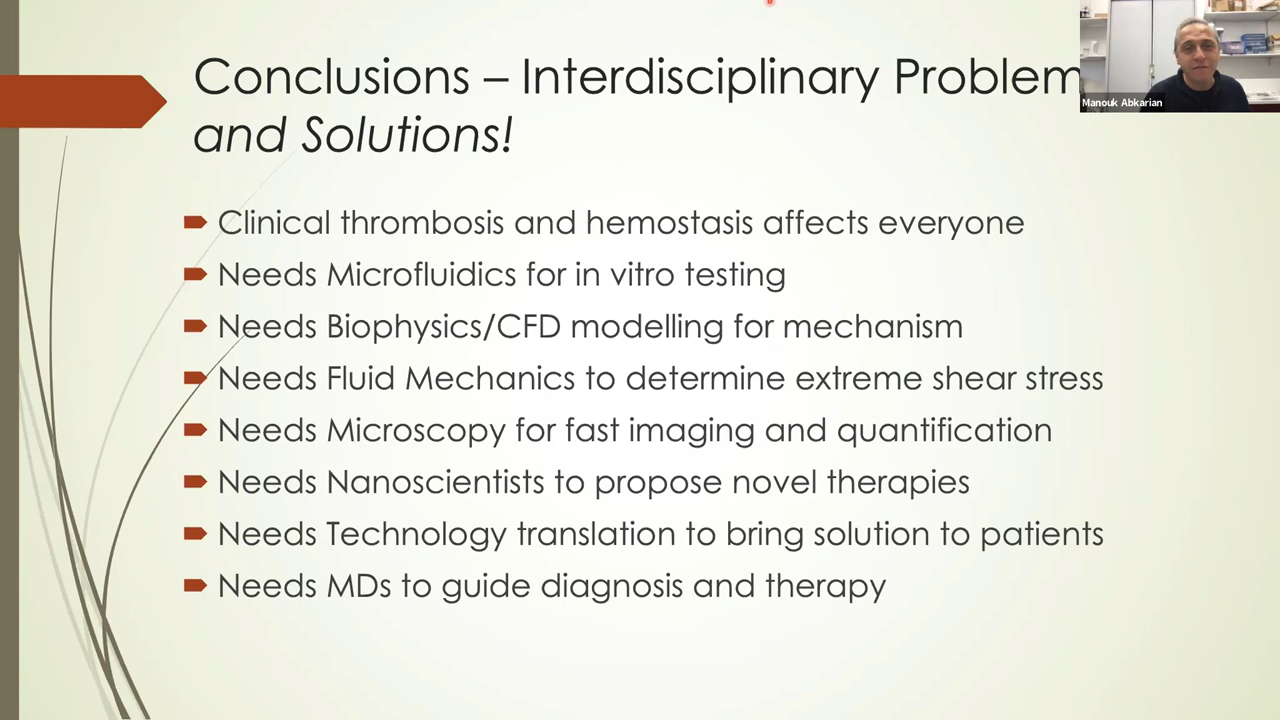 Conclusions – Interdisciplinary Problem
and Solutions!
Manouk Abkarian
Clinical thrombosis and hemostasis affects everyone
Needs Microfluidics for in vitro testing
Needs Biophysics/CFD modelling for mechanism
Needs Fluid Mechanics to determine extreme shear stress
Needs Microscopy for fast imaging and quantification
Needs Nanoscientists to propose novel therapies
Needs Technology translation to bring solution to patients
Needs MDs to guide diagnosis and therapy